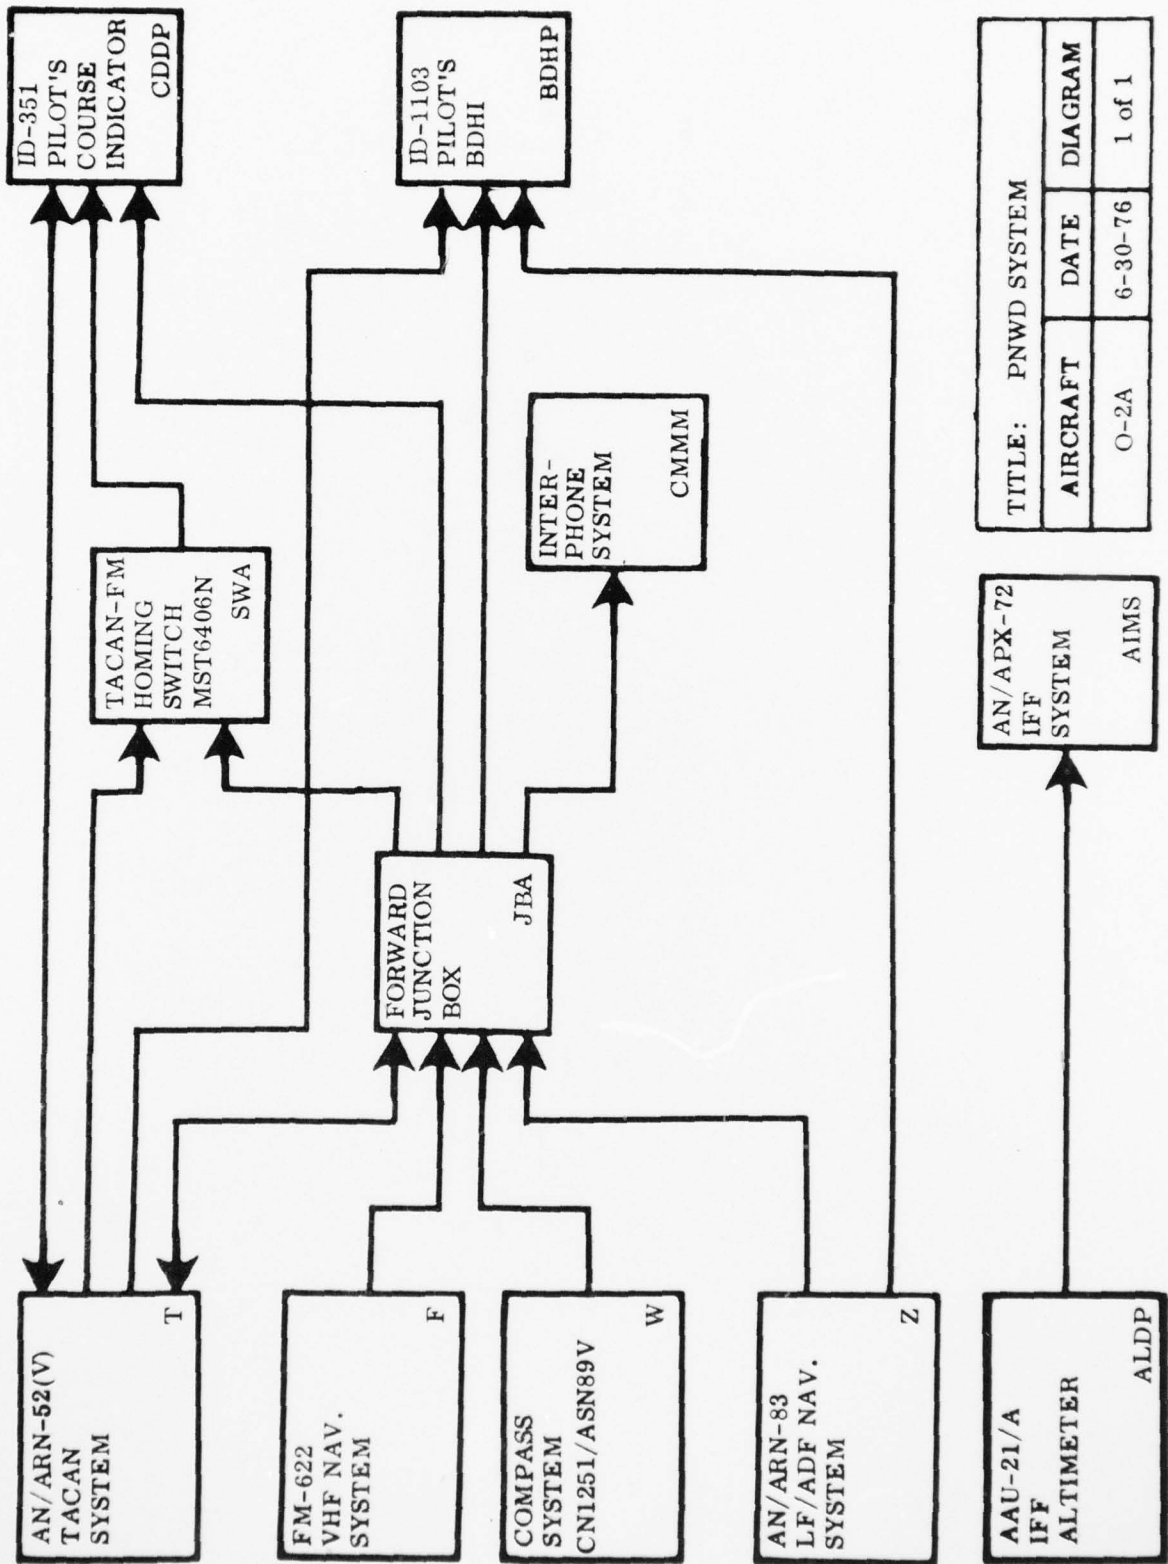 AN/ARN-52(V)
TACAN
SYSTEM
T
FM-622
VHF NAV.
SYSTEM
F
COMPASS
SYSTEM
CN1251/ASN89V
W
AN/ARN-83
LF/ADF NAV.
SYSTEM
Z
AAU-21/A
IFF
ALTIMETER
ALDP
FORWARD
JUNCTION
BOX
JBA
TACAN-FM
HOMING
SWITCH
MST6406N
SWA
INTER-
PHONE
SYSTEM
CMMM
AN/APX-72
IFF
SYSTEM
AIMS
ID-351
PILOT'S
COURSE
INDICATOR
CDDP
ID-1103
PILOT'S
BDHI
BDHP
TITLE: PNWD SYSTEM
AIRCRAFT DATE DIAGRAM
O-2A 6-30-76 1 of 1